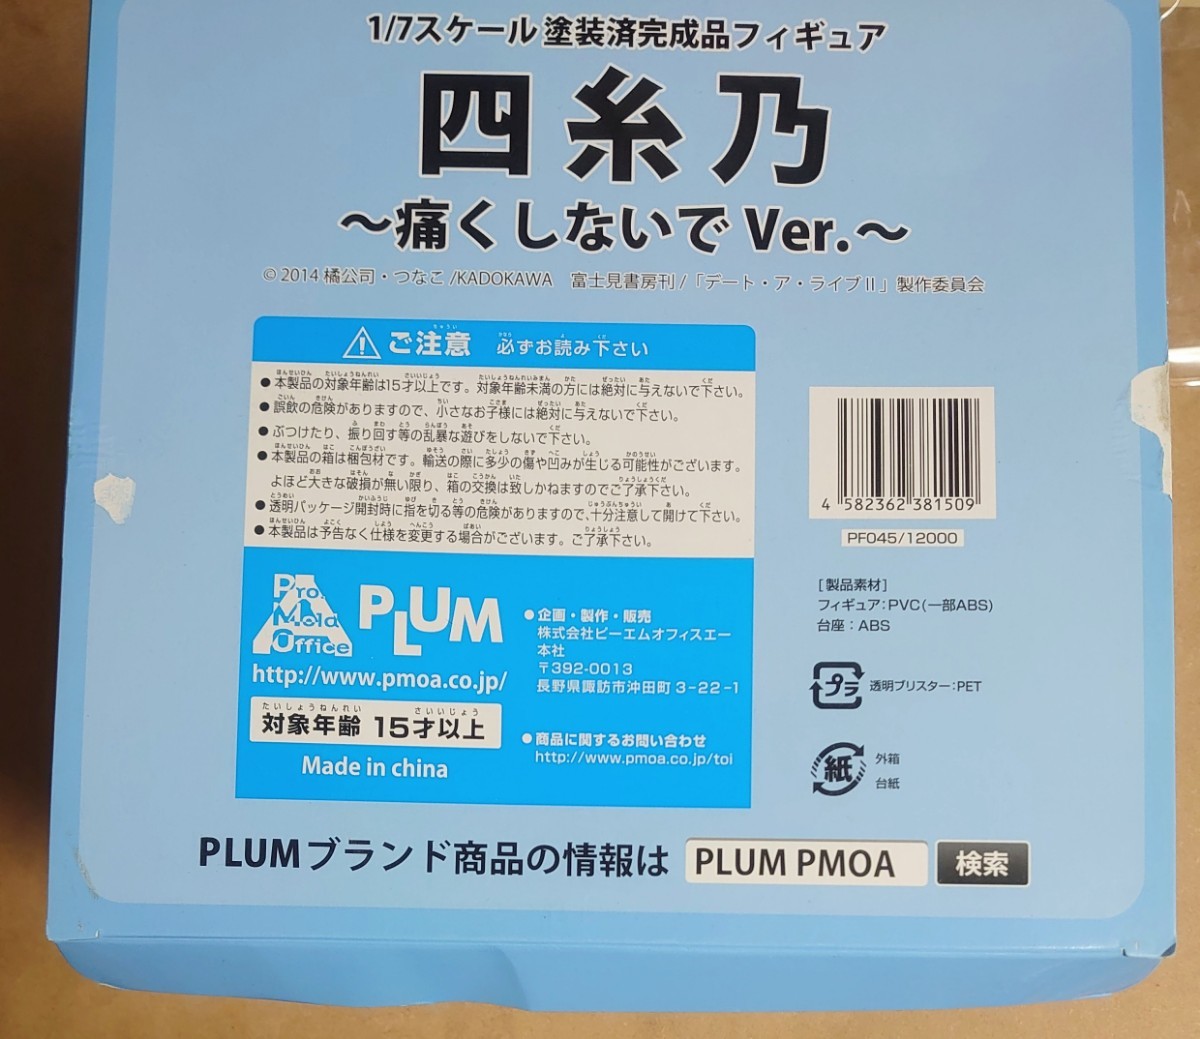 1/7スケール 塗装済完成品フィギュア
四糸乃
～痛くしないで Ver.～
© 2014 橘公司・つなこ /KADOKAWA 富士見書房刊 /「デート・ア・ライブⅡ」製作委員会
ご注意 必ずお読み下さい
●本製品の対象年齢は15才以上です。対象年齢未満の方には絶対に与えないで下さい。
●誤飲の危険がありますので、小さなお子様には絶対に与えないで下さい。
●ぶつけたり、振り回す等の乱暴な遊びをしないで下さい。
●本製品の箱は梱包材です。輸送の際に多少の傷や凹みが生じる可能性がございます。
よほど大きな破損が無い限り、箱の交換は致しかねますのでご了承下さい。
●透明パッケージ開封時に指を切る等の危険がありますので、十分注意して開けて下さい。
●本製品は予告なく仕様を変更する場合がございます。ご了承下さい。
Pro.
Mold
Office
PLUM
http://www.pmoa.co.jp/
対象年齢 15才以上
Made in china
●企画・製作・販売
株式会社ピーエムオフィスエー
本社
〒392-0013
長野県諏訪市沖田町 3-22-1
●商品に関するお問い合わせ
http://www.pmoa.co.jp/toi
4 582362 381509
PF045/12000
[製品素材]
フィギュア：PVC(一部ABS)
台座：ABS
プラ 透明ブリスター：PET
紙
外箱
台紙
PLUMブランド商品の情報は PLUM PMOA 検索